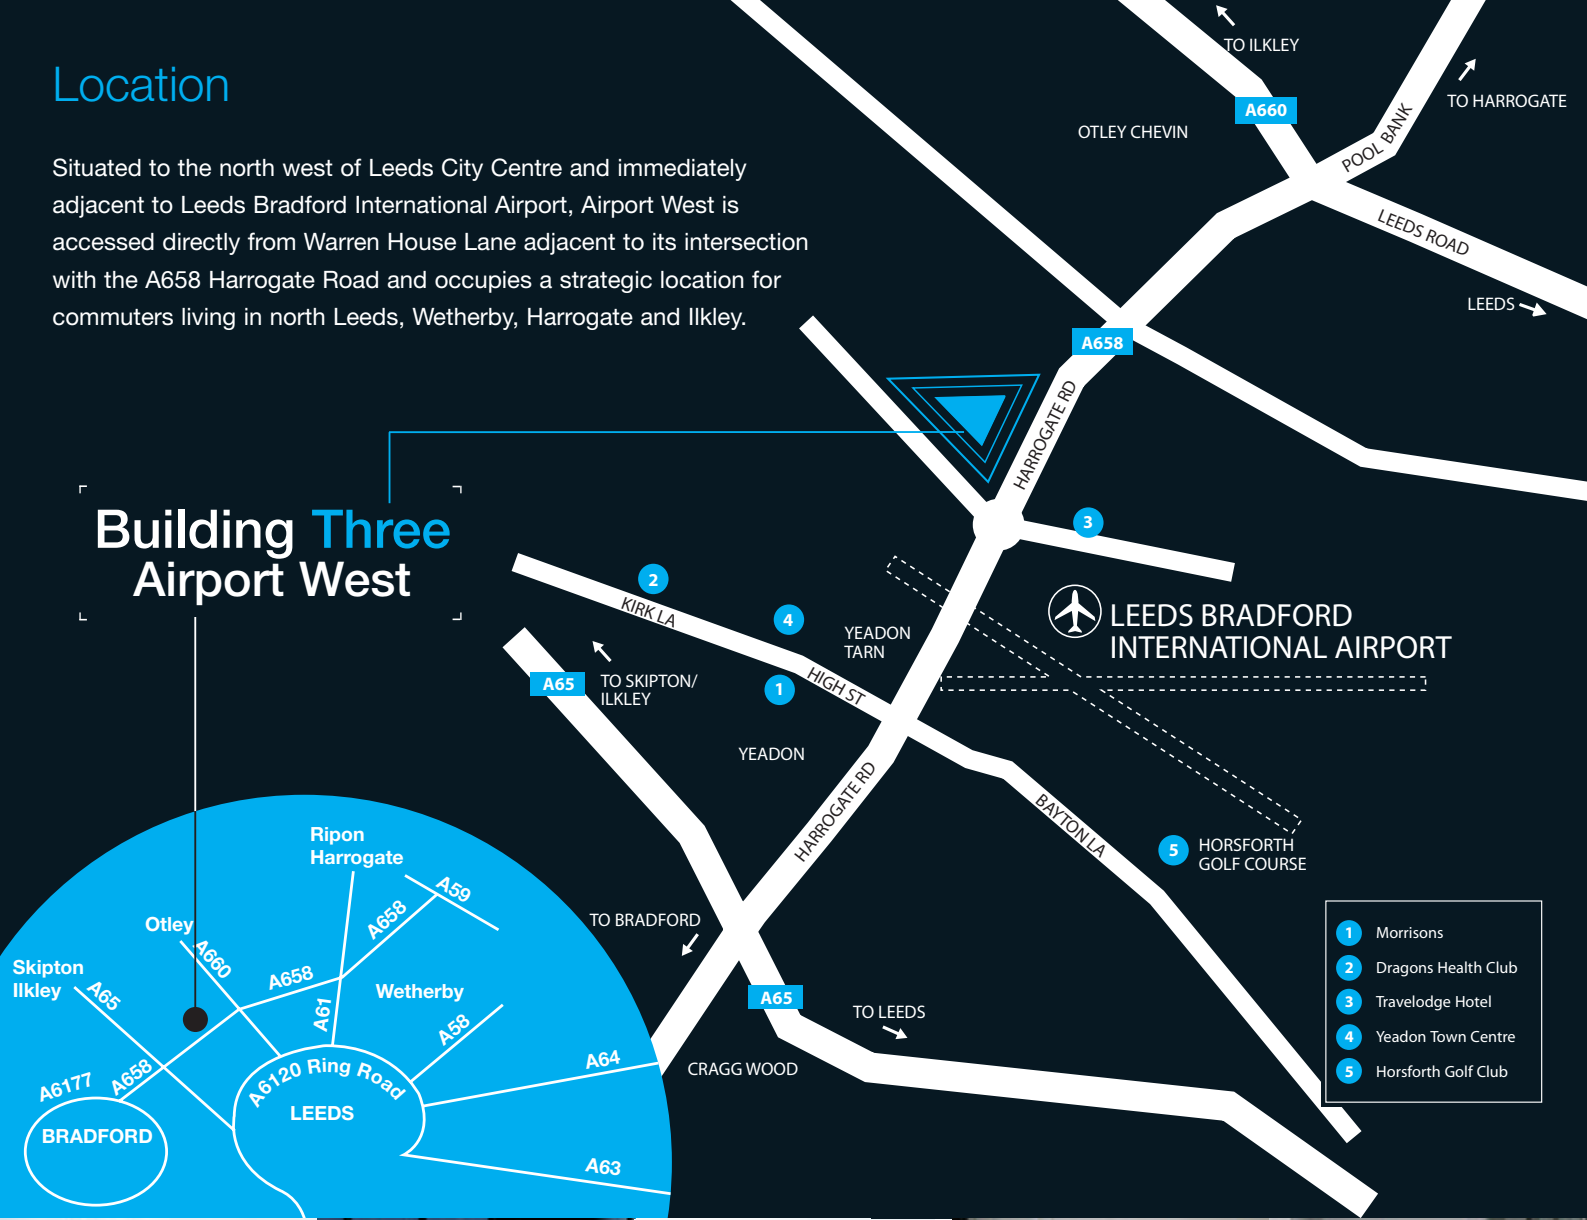 Location
Situated to the north west of Leeds City Centre and immediately
adjacent to Leeds Bradford International Airport, Airport West is
accessed directly from Warren House Lane adjacent to its intersection
with the A658 Harrogate Road and occupies a strategic location for
commuters living in north Leeds, Wetherby, Harrogate and Ilkley.
TO ILKLEY
A660
TO HARROGATE
OTLEY CHEVIN
POOL BANK
LEEDS ROAD
LEEDS
A658
HARROGATE RD
Building Three
Airport West
3
2
KIRK LA
4
YEADON
TARN
LEEDS BRADFORD
INTERNATIONAL AIRPORT
A65
TO SKIPTON/
ILKLEY
1
HIGH ST
YEADON
HARROGATE RD
BAYTON LA
5
HORSFORTH
GOLF COURSE
TO BRADFORD
A65
TO LEEDS
CRAGG WOOD
1 Morrisons
2 Dragons Health Club
3 Travelodge Hotel
4 Yeadon Town Centre
5 Horsforth Golf Club
Ripon
Harrogate
A59
A658
Otley
A660
A658
Skipton
Ilkley
A65
Wetherby
A61
A58
A64
A6177
A658
A6120 Ring Road
LEEDS
BRADFORD
A63